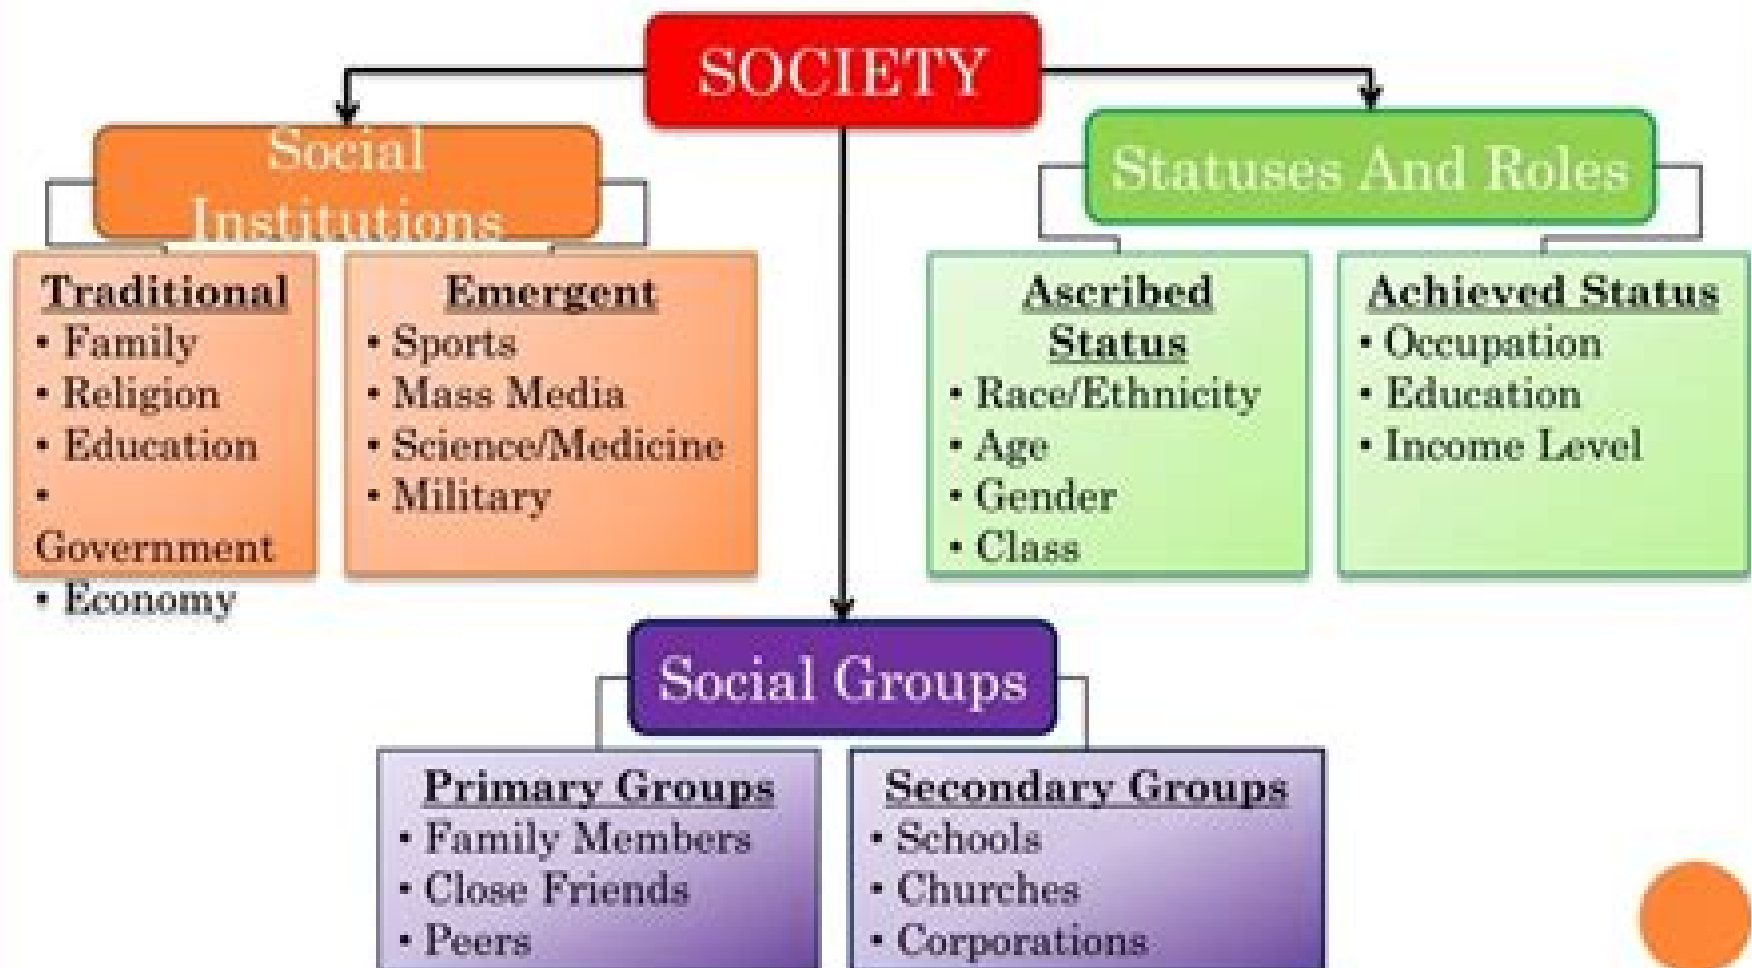 SOCIETY
Social
Institutions
Traditional
• Family
• Religion
• Education
•
Government
• Economy
Emergent
• Sports
• Mass Media
• Science/Medicine
• Military
Statuses And Roles
Ascribed
Status
• Race/Ethnicity
• Age
• Gender
• Class
Achieved Status
• Occupation
• Education
• Income Level
Social Groups
Primary Groups
• Family Members
• Close Friends
• Peers
Secondary Groups
• Schools
• Churches
• Corporations